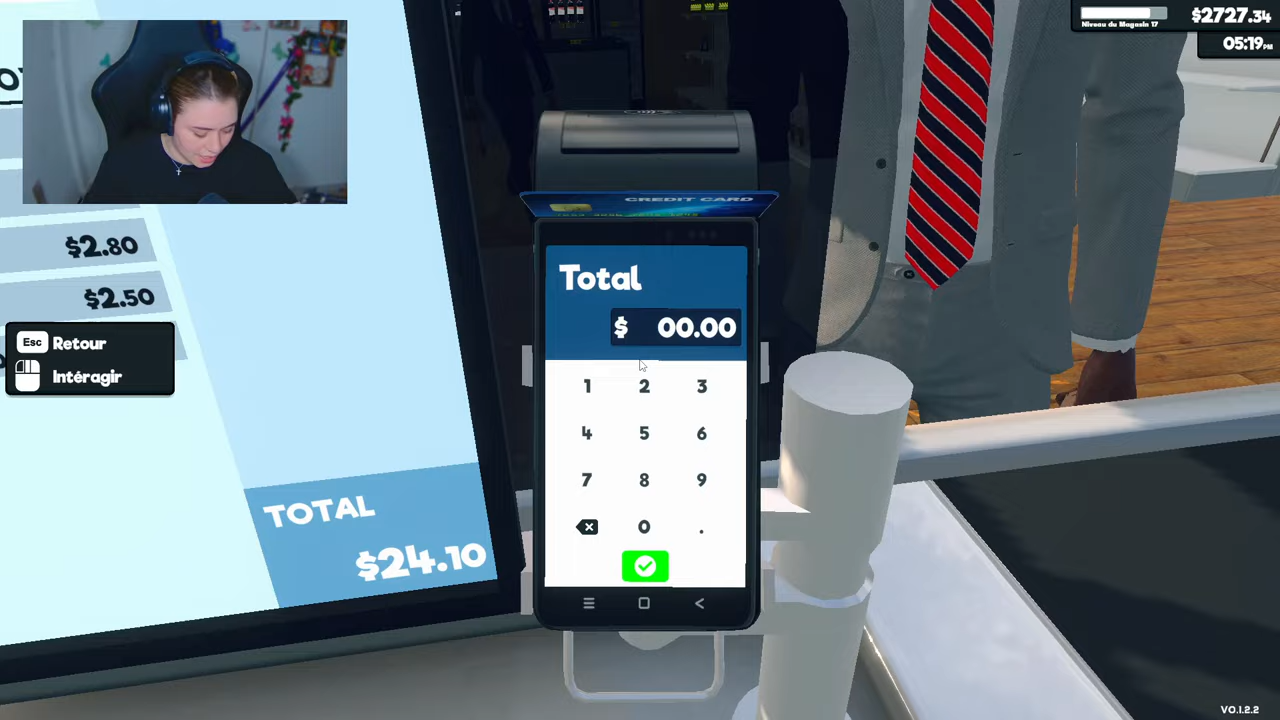 $2727.34
Niveau du Magasin 17
05:19PM
CREDIT CARD
$2.80
$2.50
Esc Retour
Intéragir
Total
$ 00.00
1 2 3
4 5 6
7 8 9
0 .
TOTAL
$24.10
V0.1.2.2